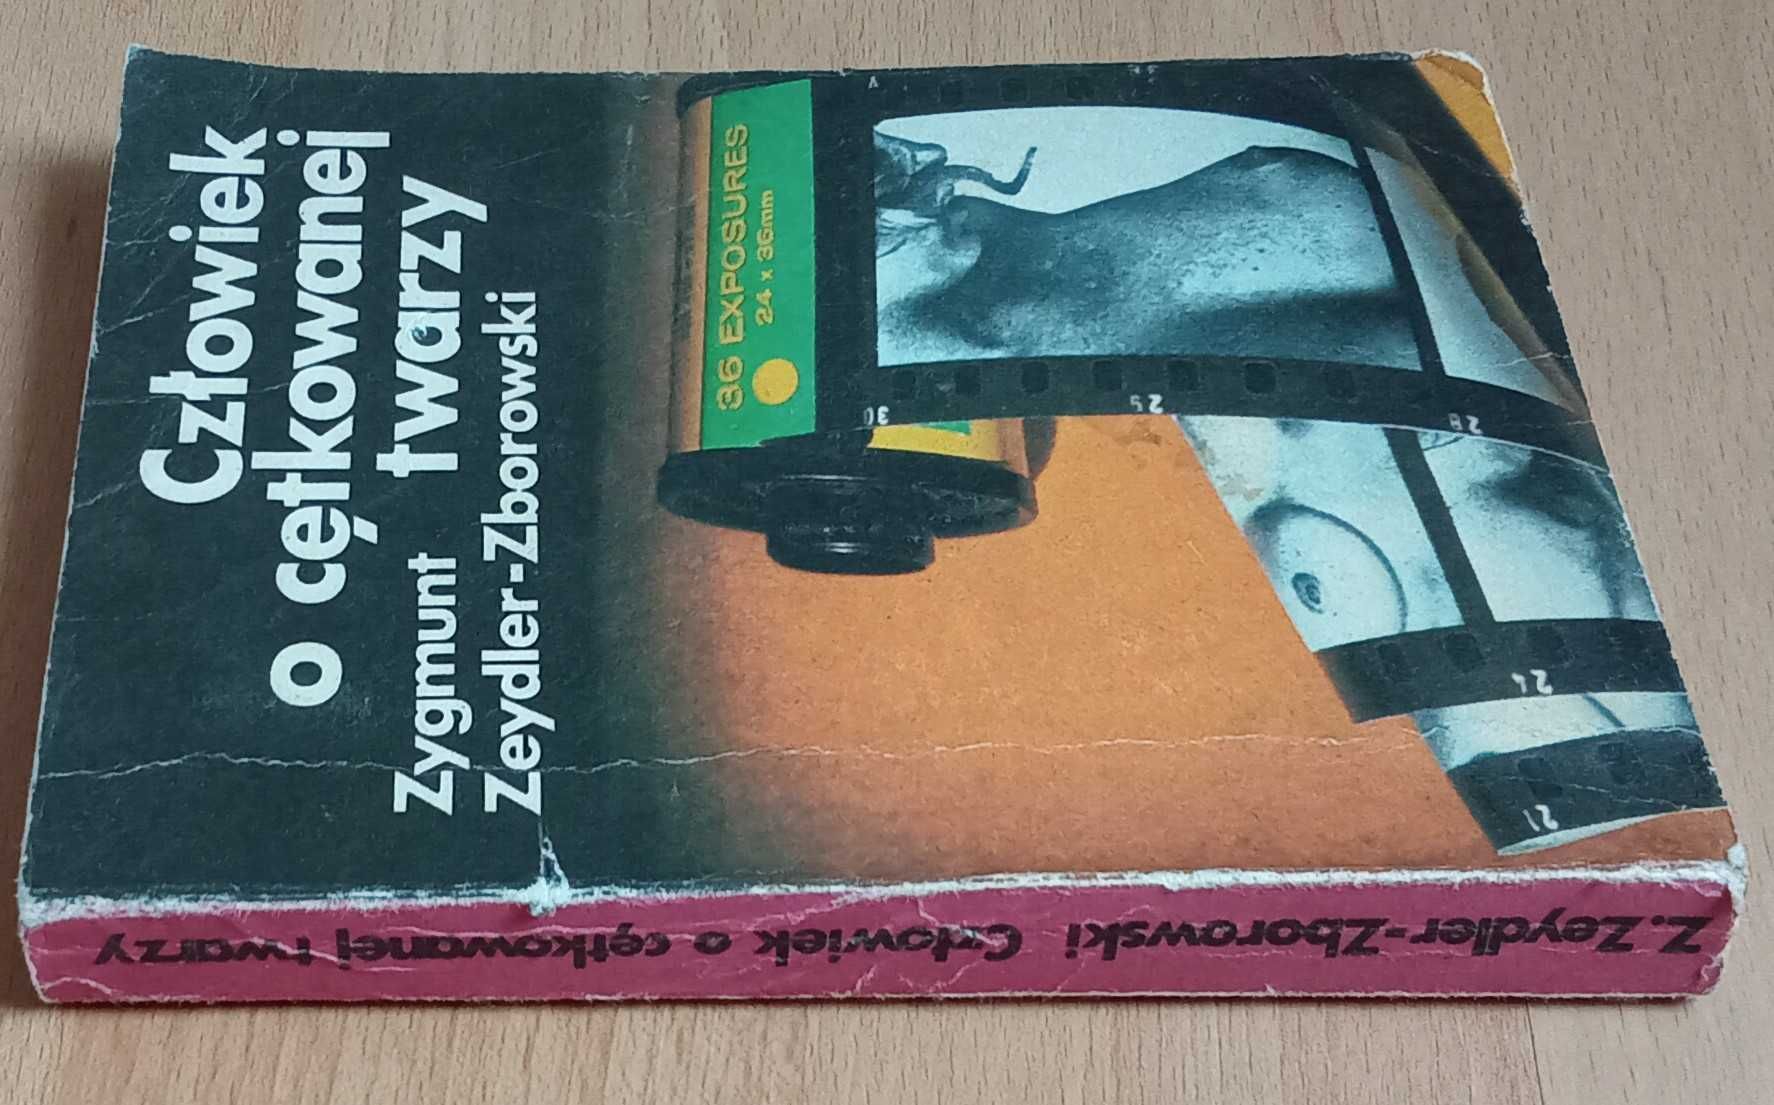 Człowiek
o cętkowanej
twarzy
Zygmunt
Zeydler-Zborowski
36 EXPOSURES
24 x 36mm
30
29
28
24
21
Z. Zeydler-Zborowski Człowiek o cętkowanej twarzy